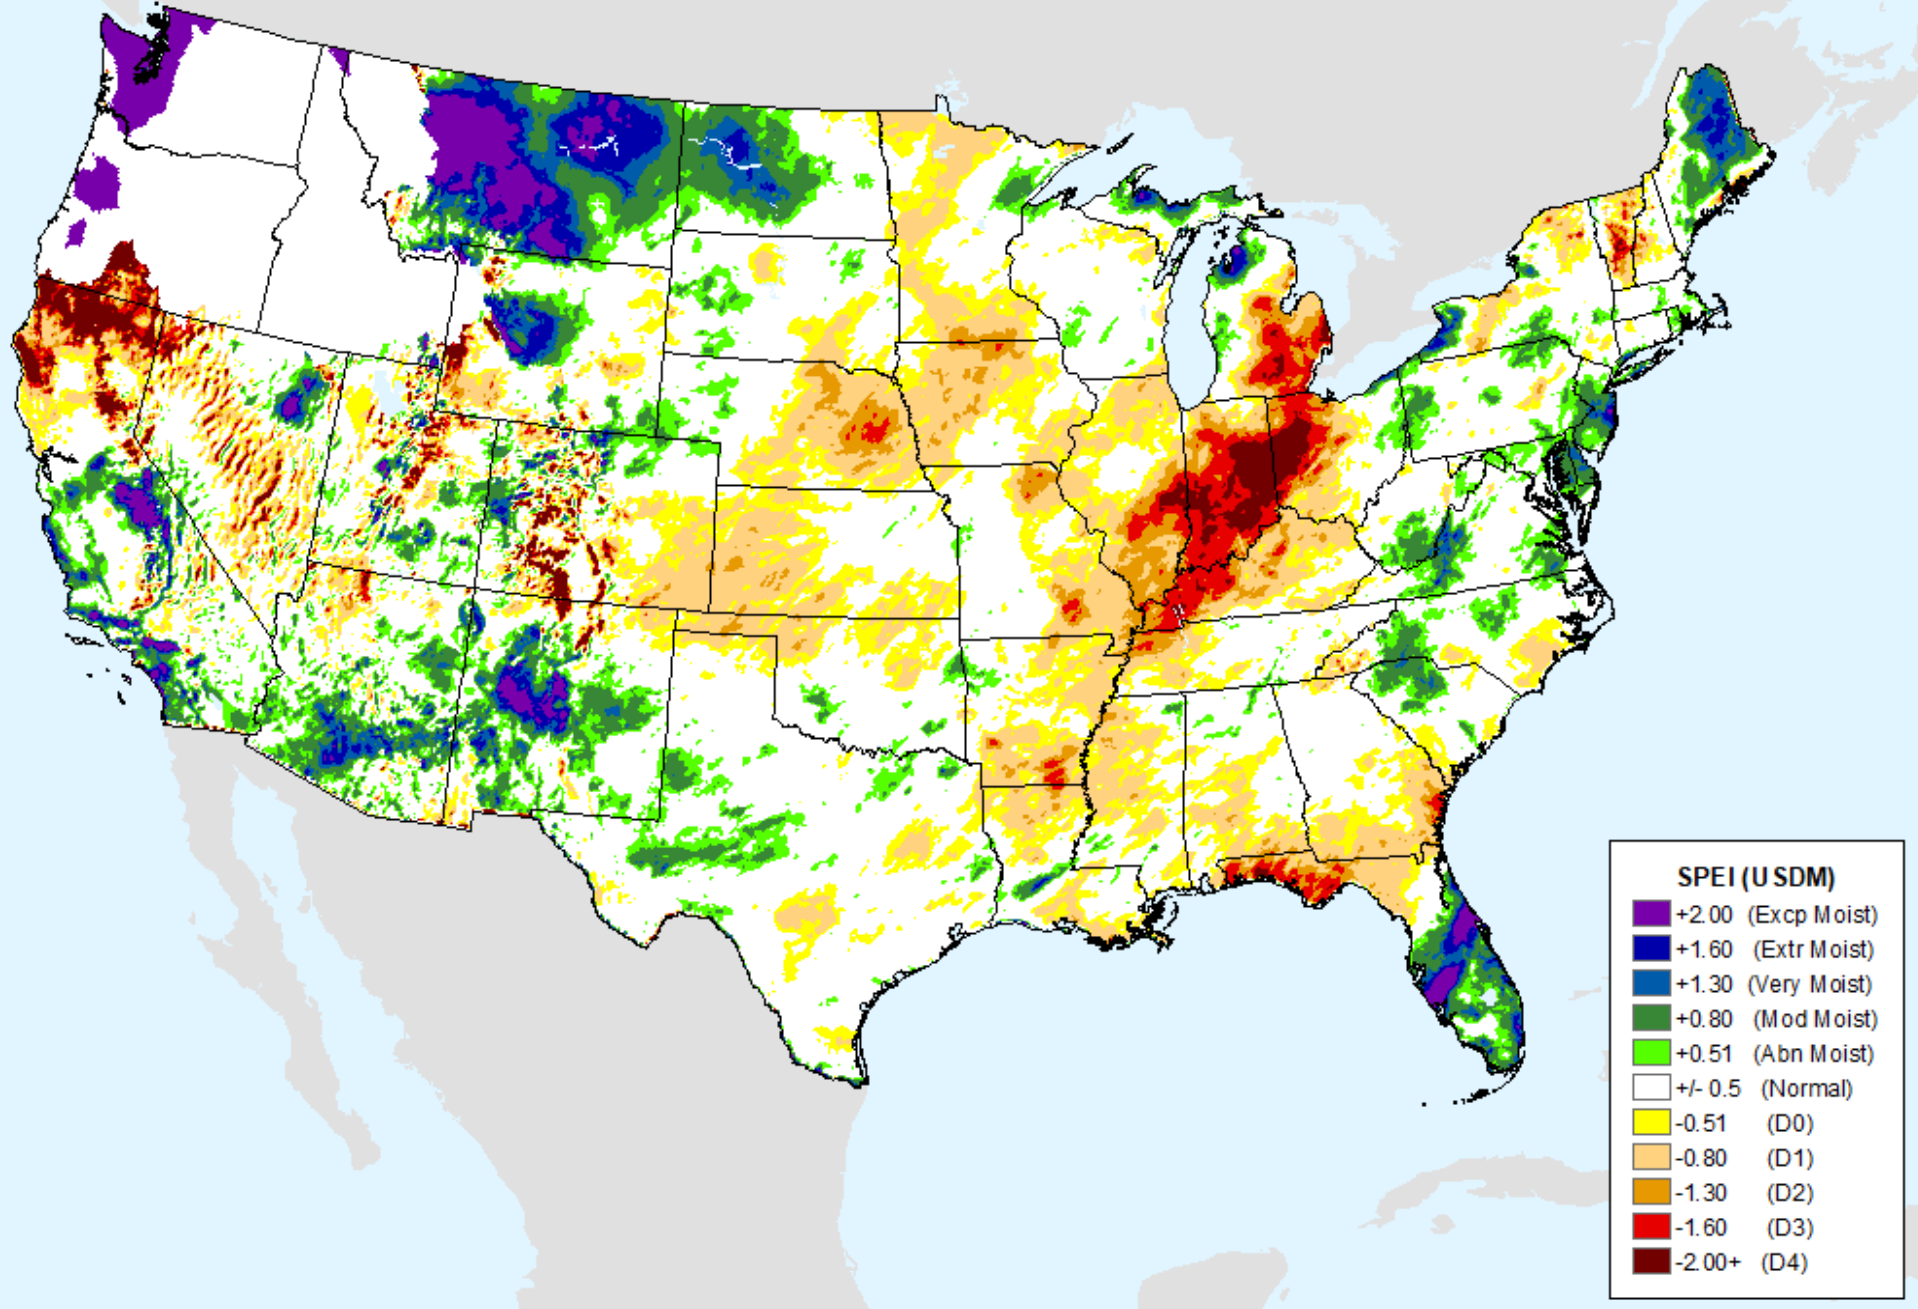 SPEI (USDM)
+2.00 (Excp Moist)
+1.60 (Extr Moist)
+1.30 (Very Moist)
+0.80 (Mod Moist)
+0.51 (Abn Moist)
+/- 0.5 (Normal)
-0.51 (D0)
-0.80 (D1)
-1.30 (D2)
-1.60 (D3)
-2.00+ (D4)